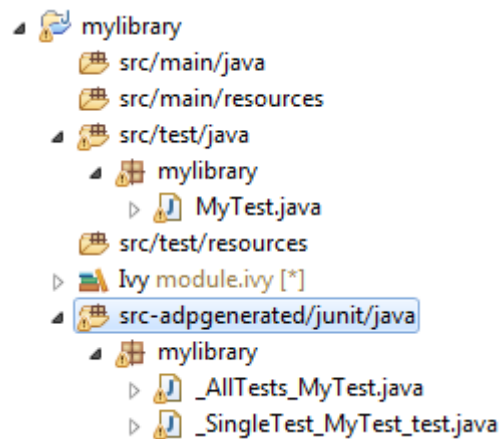 mylibrary
src/main/java
src/main/resources
src/test/java
mylibrary
MyTest.java
src/test/resources
Ivy module.ivy [*]
src-adpgenerated/junit/java
mylibrary
_AllTests_MyTest.java
_SingleTest_MyTest_test.java